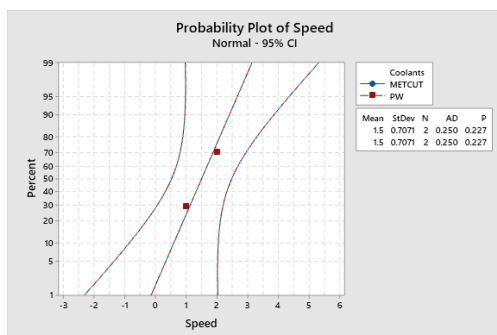 Probability Plot of Speed
Normal - 95% CI
Coolants
METCUT
PW
Mean StDev N AD P
1.5 0.7071 2 0.250 0.227
1.5 0.7071 2 0.250 0.227
Percent
99
95
90
80
70
60
50
40
30
20
10
5
1
-3 -2 -1 0 1 2 3 4 5 6
Speed